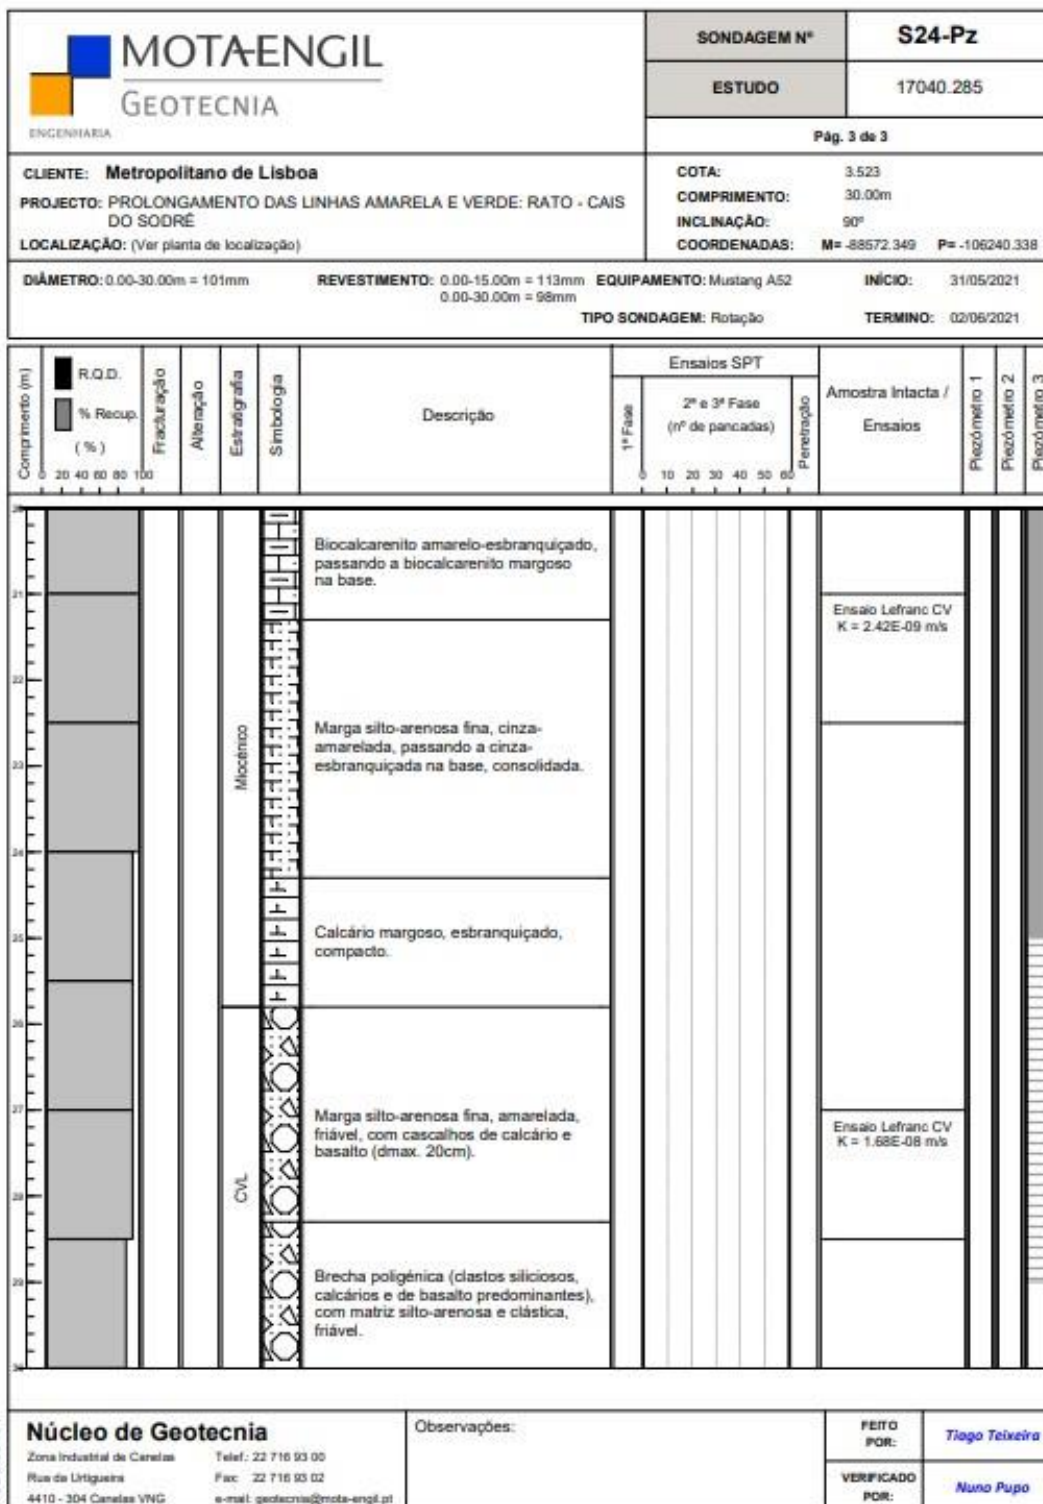 MOTA-ENGIL
GEOTECNIA
ENGENHARIA
SONDAGEM Nº S24-Pz
ESTUDO 17040.285
Pág. 3 de 3
CLIENTE: Metropolitano de Lisboa
PROJECTO: PROLONGAMENTO DAS LINHAS AMARELA E VERDE: RATO - CAIS
DO SODRÉ
LOCALIZAÇÃO: (Ver planta de localização)
COTA: 3.523
COMPRIMENTO: 30.00m
INCLINAÇÃO: 90º
COORDENADAS: M= -88572.349 P= -106240.338
DIÂMETRO: 0.00-30.00m = 101mm
REVESTIMENTO: 0.00-15.00m = 113mm
0.00-30.00m = 98mm
EQUIPAMENTO: Mustang A52
TIPO SONDAGEM: Rotação
INÍCIO: 31/05/2021
TERMINO: 02/06/2021
Comprimento (m)
R.Q.D.
% Recup.
( % )
0 20 40 60 80 100
Fracturação
Alteração
Estratigrafia
Simbologia
Descrição
Ensaios SPT
1ª Fase
2ª e 3ª Fase
(nº de pancadas)
0 10 20 30 40 50 60
Penetração
Amostra Intacta /
Ensaios
Piezómetro 1
Piezómetro 2
Piezómetro 3
20
21
22
23
24
25
26
27
28
29
30
Miocénico
CVL
Biocalcarenito amarelo-esbranquiçado,
passando a biocalcarenito margoso
na base.
Ensaio Lefranc CV
K = 2.42E-09 m/s
Marga silto-arenosa fina, cinza-
amarelada, passando a cinza-
esbranquiçada na base, consolidada.
Calcário margoso, esbranquiçado,
compacto.
Marga silto-arenosa fina, amarelada,
friável, com cascalhos de calcário e
basalto (dmax. 20cm).
Ensaio Lefranc CV
K = 1.68E-08 m/s
Brecha poligénica (clastos siliciosos,
calcários e de basalto predominantes),
com matriz silto-arenosa e clástica,
friável.
Núcleo de Geotecnia
Zona Industrial de Canelas Telef.: 22 716 93 00
Rua da Urtigueira Fax: 22 716 93 02
4410 - 304 Canelas VNG e-mail: geotecnia@mota-engil.pt
Observações:
FEITO
POR: Tiago Teixeira
VERIFICADO
POR: Nuno Pupo